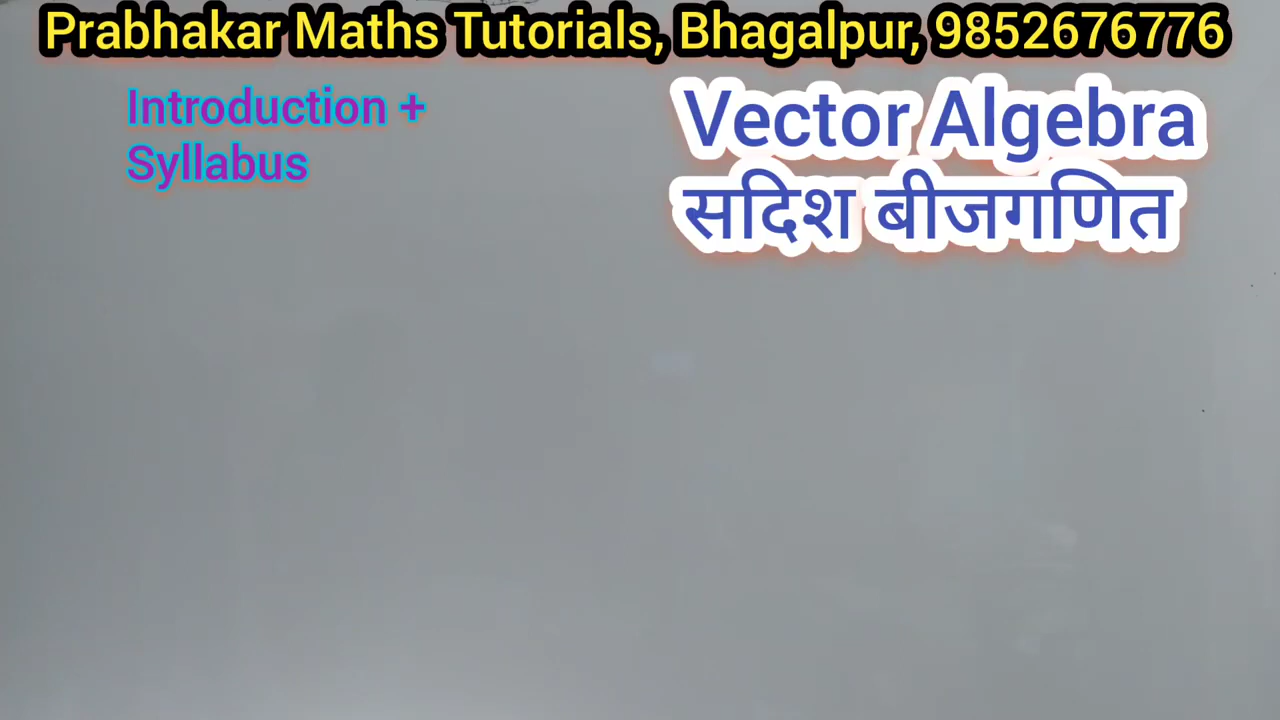 Prabhakar Maths Tutorials, Bhagalpur, 9852676776
Introduction +
Syllabus
Vector Algebra
सदिश बीजगणित